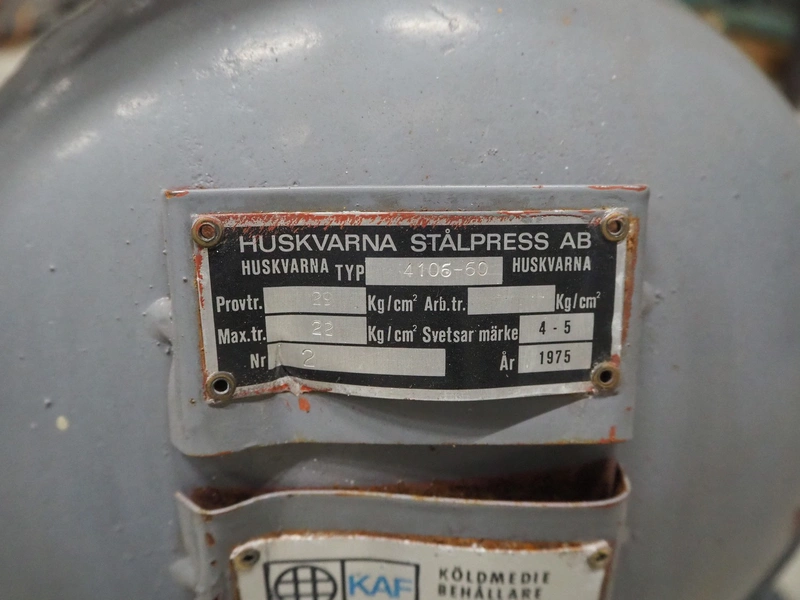 HUSKVARNA STÅLPRESS AB
HUSKVARNA TYP 4106-60 HUSKVARNA
Provtr. 29 Kg/cm² Arb.tr. Kg/cm²
Max.tr. 22 Kg/cm² Svetsar märke 4-5
Nr 2 År 1975
KAF KÖLDMEDIE
BEHÅLLARE